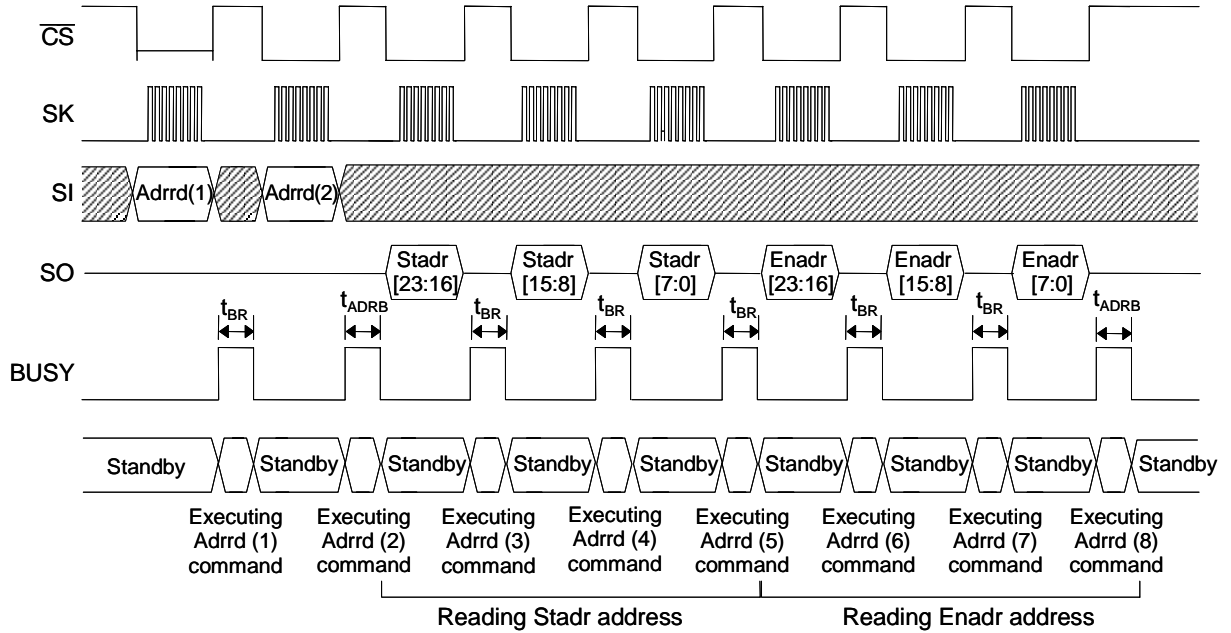 CS
SK
SI Adrrd(1) Adrrd(2)
SO
Stadr Stadr Stadr Enadr Enadr Enadr
[23:16] [15:8] [7:0] [23:16] [15:8] [7:0]
tBR tADRB tBR tBR tBR tBR tBR tADRB
BUSY
Standby Standby Standby Standby Standby Standby Standby Standby Standby
Executing Executing Executing Executing Executing Executing Executing Executing
Adrrd (1) Adrrd (2) Adrrd (3) Adrrd (4) Adrrd (5) Adrrd (6) Adrrd (7) Adrrd (8)
command command command command command command command command
Reading Stadr address Reading Enadr address